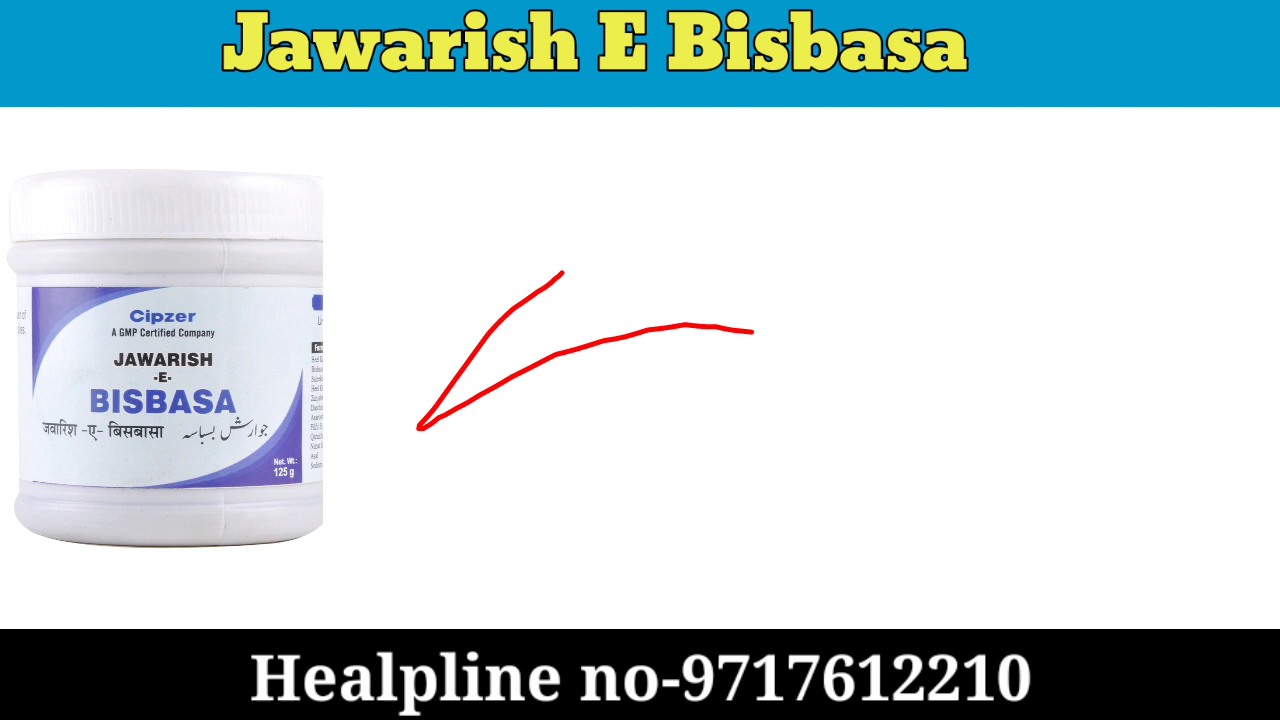 Jawarish E Bisbasa
Cipzer
A GMP Certified Company
JAWARISH
-E-
BISBASA
जवारिश -ए- बिसबासा جوارش بسباسہ
Net. Wt.:
125 g
Healpline no-9717612210